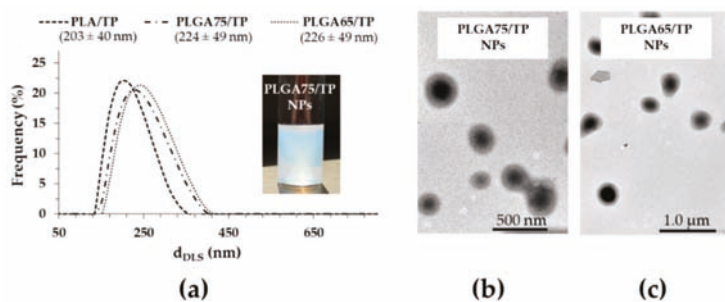 PLA/TP PLGA75/TP PLGA65/TP
(203 ± 40 nm) (224 ± 49 nm) (226 ± 49 nm)
25
20
15
10
5
0
Frequency (%)
50 250 450 650
d_DLS (nm)
PLGA75/TP
NPs
(a)
PLGA75/TP
NPs
500 nm
(b)
PLGA65/TP
NPs
1.0 µm
(c)